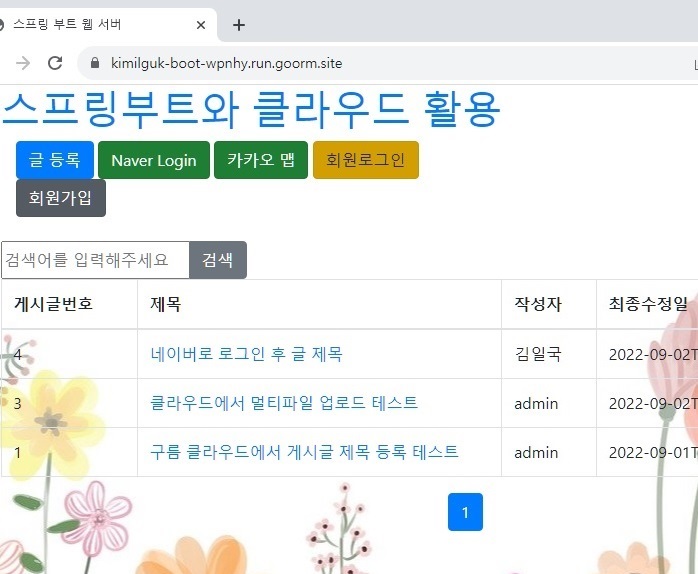 스프링 부트 웹 서버
kimilguk-boot-wpnhy.run.goorm.site
스프링부트와 클라우드 활용
글 등록 Naver Login 카카오 맵 회원로그인
회원가입
검색어를 입력해주세요 검색
게시글번호 제목 작성자 최종수정일
4 네이버로 로그인 후 글 제목 김일국 2022-09-02T
3 클라우드에서 멀티파일 업로드 테스트 admin 2022-09-02T
1 구름 클라우드에서 게시글 제목 등록 테스트 admin 2022-09-01T
1